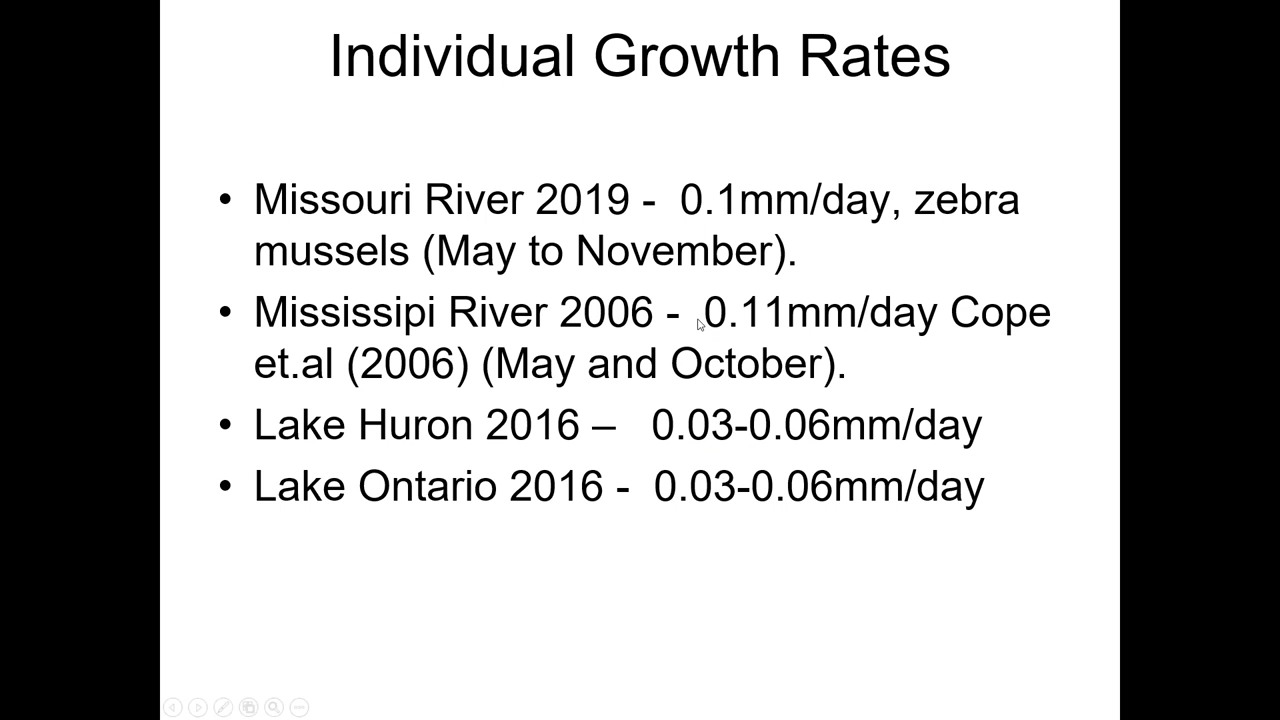 Individual Growth Rates
• Missouri River 2019 - 0.1mm/day, zebra
mussels (May to November).
• Mississipi River 2006 - 0.11mm/day Cope
et.al (2006) (May and October).
• Lake Huron 2016 – 0.03-0.06mm/day
• Lake Ontario 2016 - 0.03-0.06mm/day